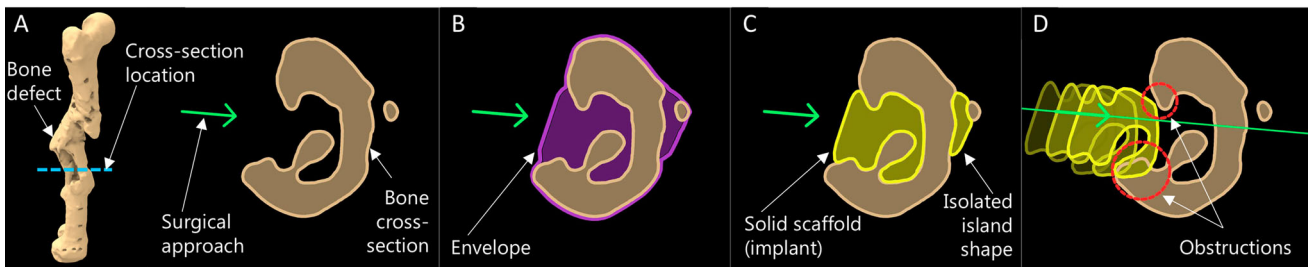 A
Bone
defect
Cross-section
location
Surgical
approach
Bone
cross-
section
B
Envelope
C
Solid scaffold
(implant)
Isolated
island
shape
D
Obstructions